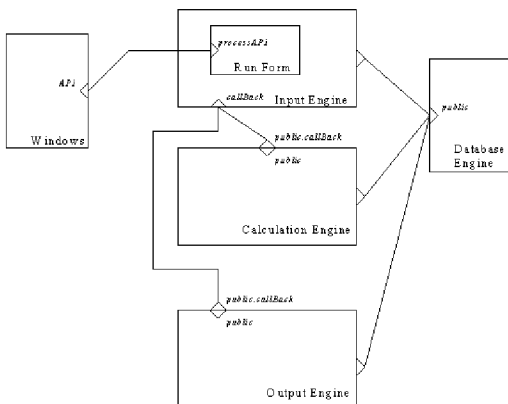 processAPI
Run Form
API
callBack
Input Engine
Windows
public
Database
Engine
public.callBack
public
Calculation Engine
public.callBack
public
Output Engine